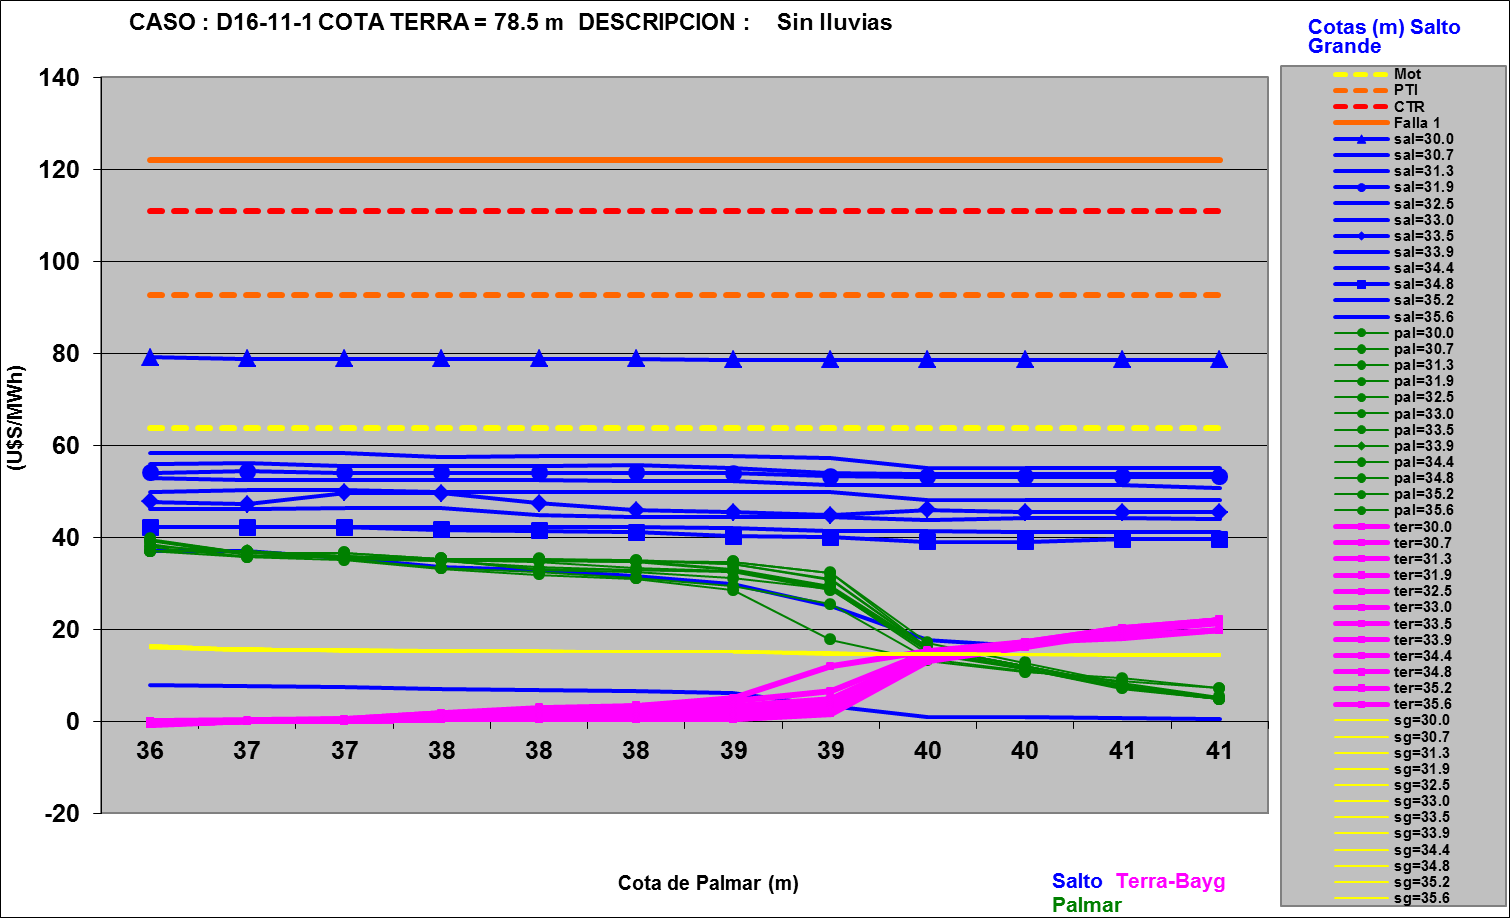 CASO : D16-11-1 COTA TERRA = 78.5 m DESCRIPCION : Sin lluvias
Cotas (m) Salto
Grande
140
120
100
80
60
40
20
0
-20
(U$S/MWh)
36 37 37 38 38 38 39 39 40 40 41 41
Cota de Palmar (m)
Salto Terra-Bayg
Palmar
Mot
PTI
CTR
Falla 1
sal=30.0
sal=30.7
sal=31.3
sal=31.9
sal=32.5
sal=33.0
sal=33.5
sal=33.9
sal=34.4
sal=34.8
sal=35.2
sal=35.6
pal=30.0
pal=30.7
pal=31.3
pal=31.9
pal=32.5
pal=33.0
pal=33.5
pal=33.9
pal=34.4
pal=34.8
pal=35.2
pal=35.6
ter=30.0
ter=30.7
ter=31.3
ter=31.9
ter=32.5
ter=33.0
ter=33.5
ter=33.9
ter=34.4
ter=34.8
ter=35.2
ter=35.6
sg=30.0
sg=30.7
sg=31.3
sg=31.9
sg=32.5
sg=33.0
sg=33.5
sg=33.9
sg=34.4
sg=34.8
sg=35.2
sg=35.6